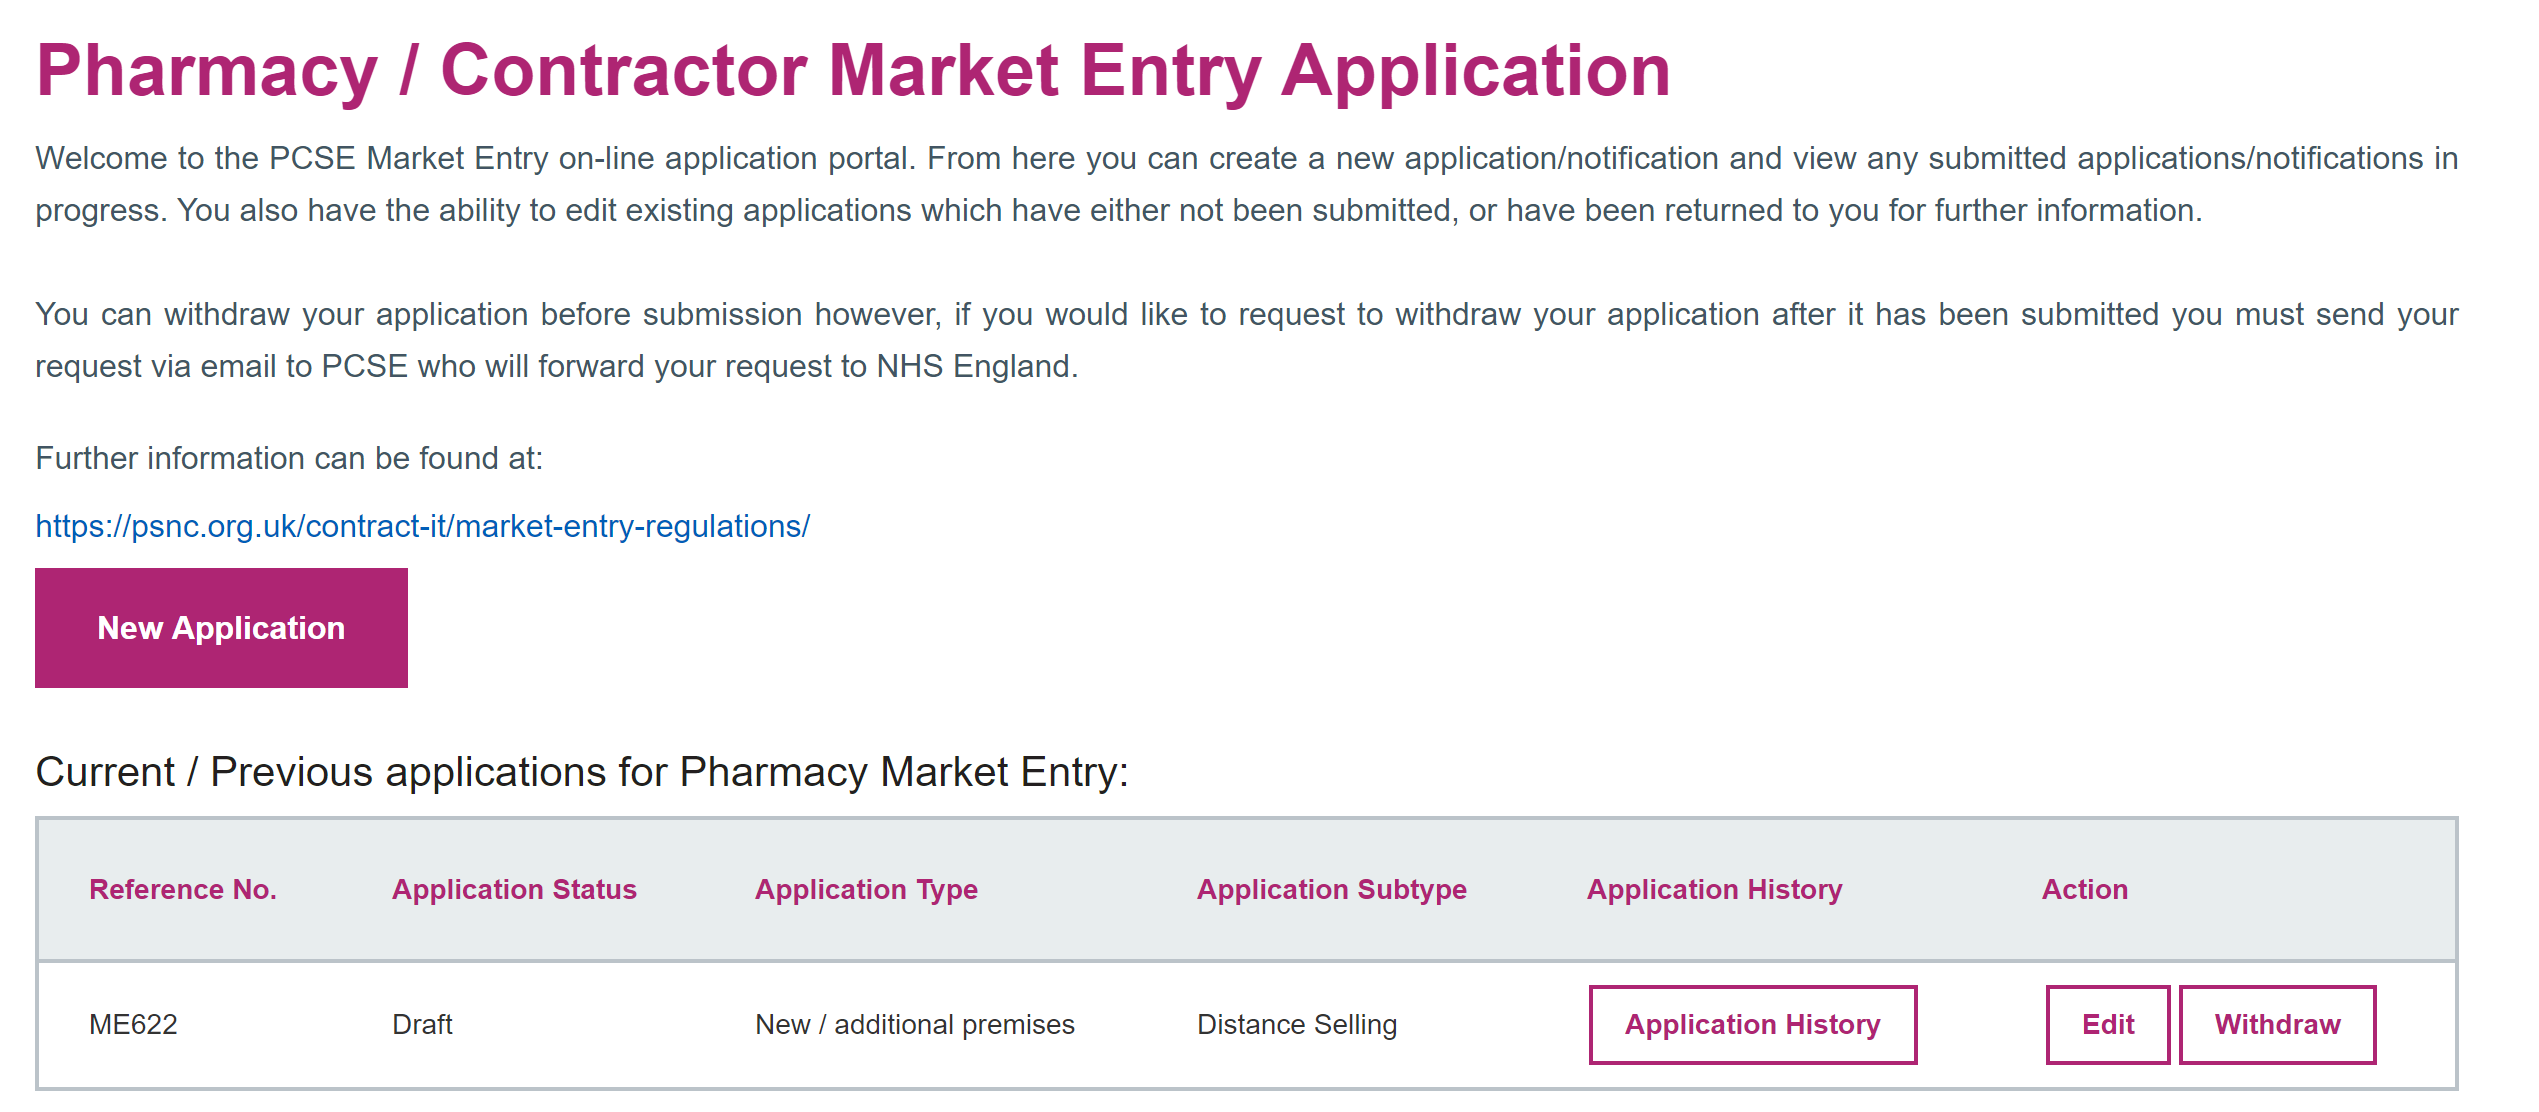 Pharmacy / Contractor Market Entry Application
Welcome to the PCSE Market Entry on-line application portal. From here you can create a new application/notification and view any submitted applications/notifications in
progress. You also have the ability to edit existing applications which have either not been submitted, or have been returned to you for further information.
You can withdraw your application before submission however, if you would like to request to withdraw your application after it has been submitted you must send your
request via email to PCSE who will forward your request to NHS England.
Further information can be found at:
https://psnc.org.uk/contract-it/market-entry-regulations/
New Application
Current / Previous applications for Pharmacy Market Entry:
Reference No. Application Status Application Type Application Subtype Application History Action
ME622 Draft New / additional premises Distance Selling Application History Edit Withdraw